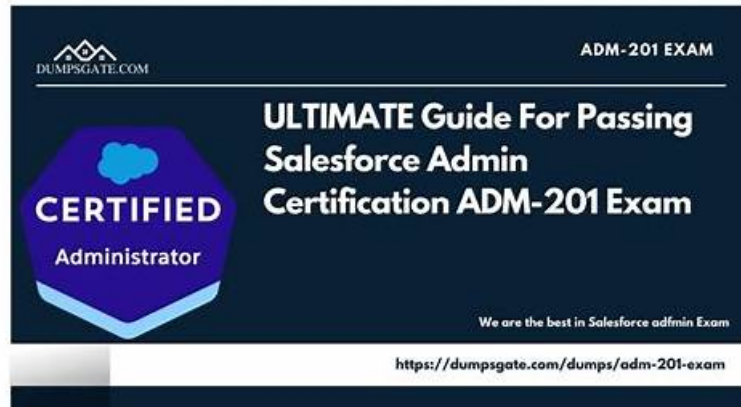 DUMPSGATE.COM
ADM-201 EXAM
ULTIMATE Guide For Passing
Salesforce Admin
Certification ADM-201 Exam
CERTIFIED
Administrator
We are the best in Salesforce adfmin Exam
https://dumpsgate.com/dumps/adm-201-exam